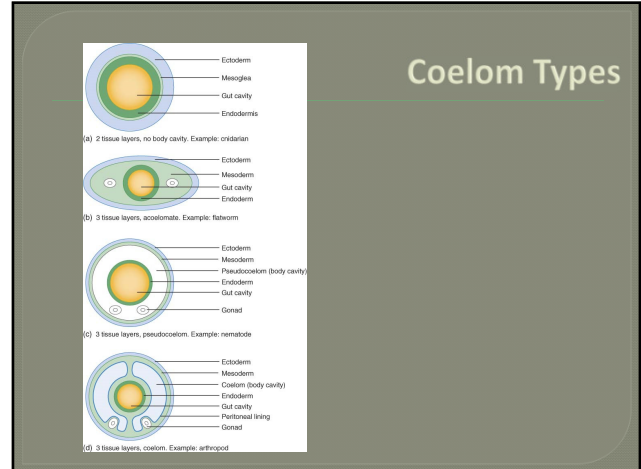 Coelom Types
Ectoderm
Mesoglea
Gut cavity
Endodermis
(a) 2 tissue layers, no body cavity. Example: cnidarian
Ectoderm
Mesoderm
Gut cavity
Endoderm
(b) 3 tissue layers, acoelomate. Example: flatworm
Ectoderm
Mesoderm
Pseudocoelom (body cavity)
Endoderm
Gut cavity
Gonad
(c) 3 tissue layers, pseudocoelom. Example: nematode
Ectoderm
Mesoderm
Coelom (body cavity)
Endoderm
Gut cavity
Peritoneal lining
Gonad
(d) 3 tissue layers, coelom. Example: arthropod